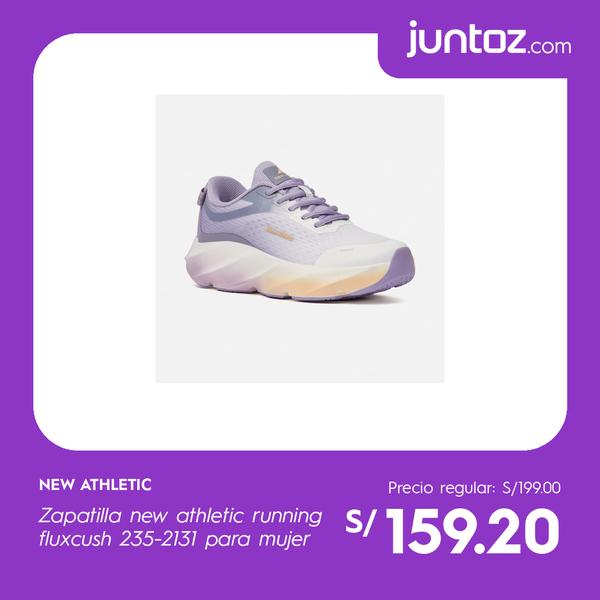 juntoz.com
NEW ATHLETIC
Zapatilla new athletic running
fluxcush 235-2131 para mujer
Precio regular: S/199.00
S/159.20